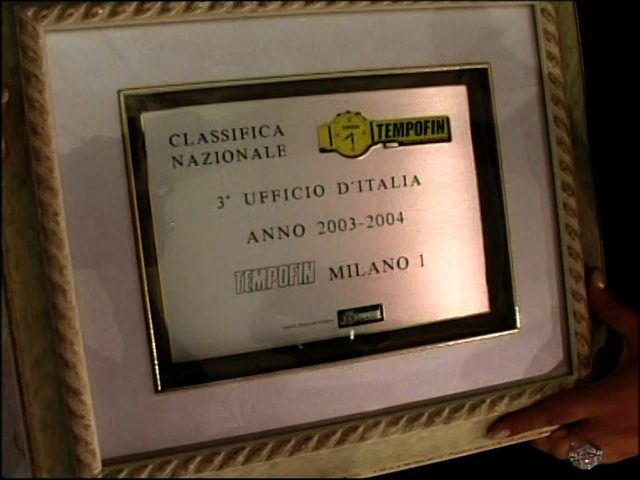 CLASSIFICA
NAZIONALE
TEMPOFIN
3° UFFICIO D'ITALIA
ANNO 2003-2004
TEMPOFIN MILANO 1